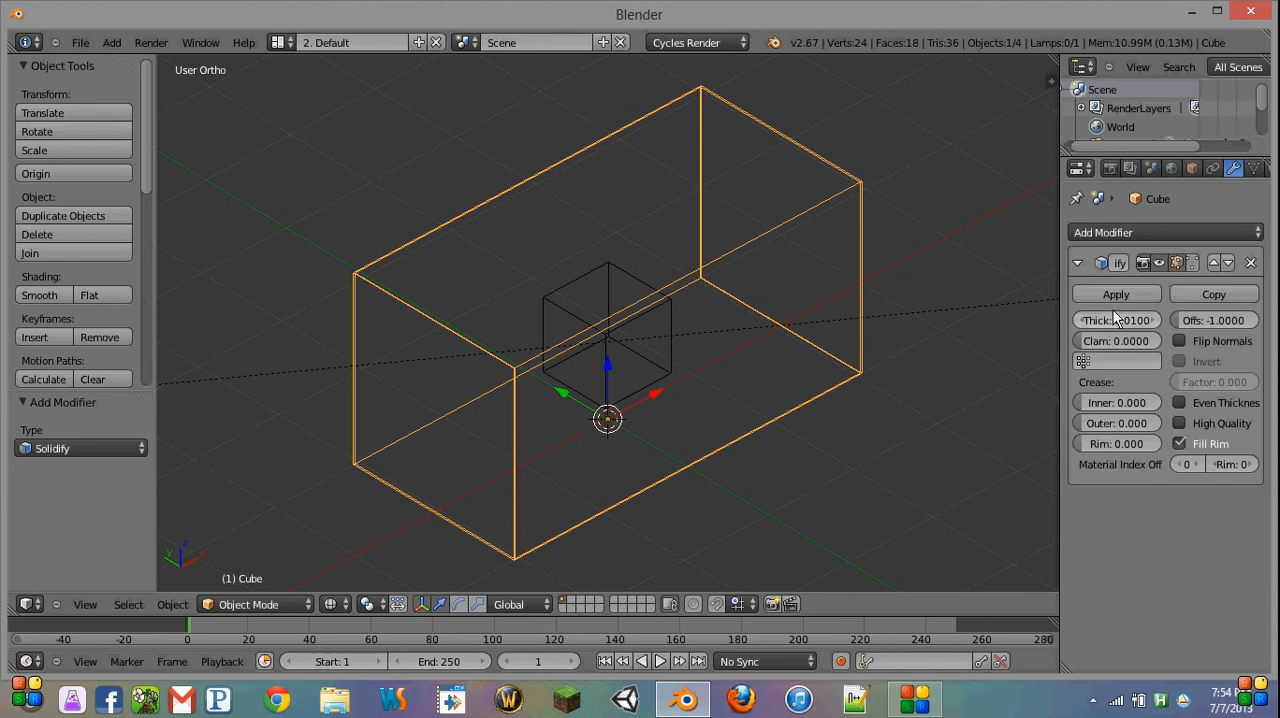 Blender
File Add Render Window Help 2. Default Scene Cycles Render v2.67 | Verts:24 | Faces:18 | Tris:36 | Objects:1/4 | Lamps:0/1 | Mem:10.99M (0.13M) | Cube
Object Tools
Transform:
Translate
Rotate
Scale
Origin
Object:
Duplicate Objects
Delete
Join
Shading:
Smooth Flat
Keyframes:
Insert Remove
Motion Paths:
Calculate Clear
Add Modifier
Type
Solidify
User Ortho
z
y x
(1) Cube
View Search All Scenes
Scene
RenderLayers
World
Cube
Add Modifier
ify
Apply Copy
Thick: 0100 Offs: -1.0000
Clam: 0.0000 Flip Normals
Invert
Crease: Factor: 0.000
Inner: 0.000 Even Thicknes
Outer: 0.000 High Quality
Rim: 0.000 Fill Rim
Material Index Off 0 Rim: 0
View Select Object Object Mode Global
-40 -20 0 20 40 60 80 100 120 140 160 180 200 220 240 260 280
View Marker Frame Playback Start: 1 End: 250 1 No Sync
7:54 PM
7/7/2013